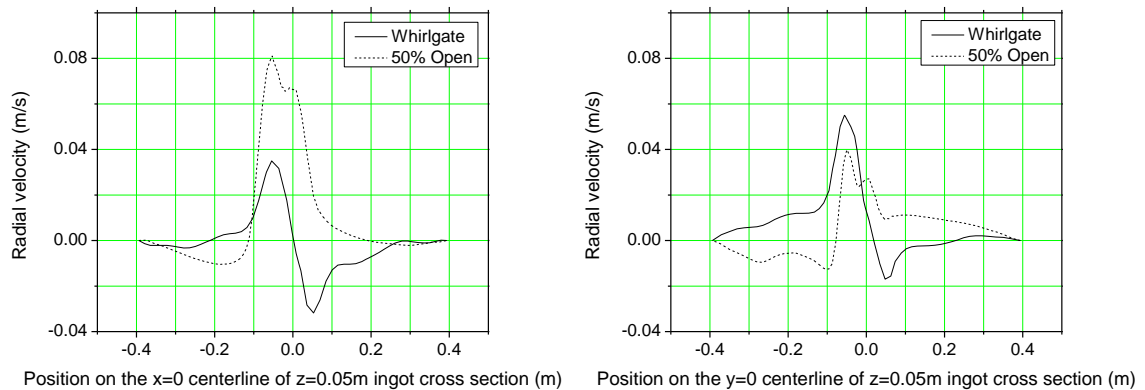 Radial velocity (m/s)
0.08
0.04
0.00
-0.04
Whirlgate
50% Open
-0.4
-0.2
0.0
0.2
0.4
Position on the x=0 centerline of z=0.05m ingot cross section (m)
Radial velocity (m/s)
0.08
0.04
0.00
-0.04
Whirlgate
50% Open
-0.4
-0.2
0.0
0.2
0.4
Position on the y=0 centerline of z=0.05m ingot cross section (m)